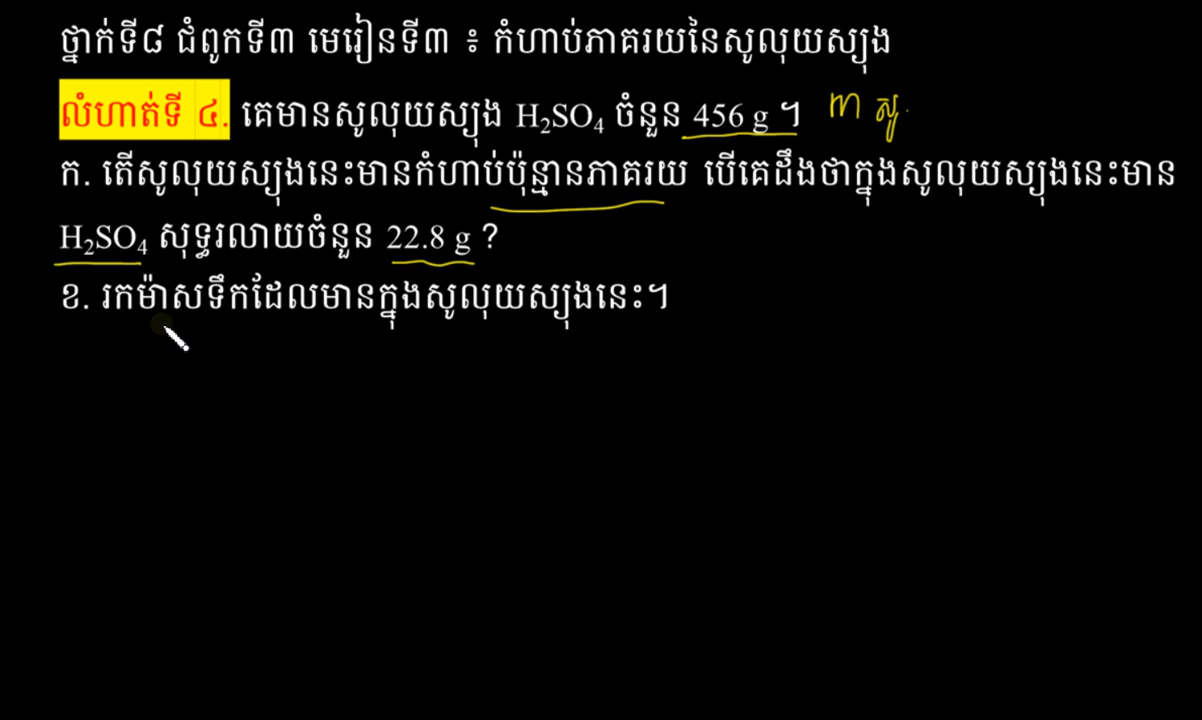 ថ្នាក់ទី៨ ជំពូកទី៣ មេរៀនទី៣ ៖ កំហាប់ភាគរយនៃសូលុយស្យុង
លំហាត់ទី ៤. គេមានសូលុយស្យុង H₂SO₄ ចំនួន 456 g ។ m សូ.
ក. តើសូលុយស្យុងនេះមានកំហាប់ប៉ុន្មានភាគរយ បើគេដឹងថាក្នុងសូលុយស្យុងនេះមាន
H₂SO₄ សុទ្ធរលាយចំនួន 22.8 g ?
ខ. រកម៉ាសទឹកដែលមានក្នុងសូលុយស្យុងនេះ។